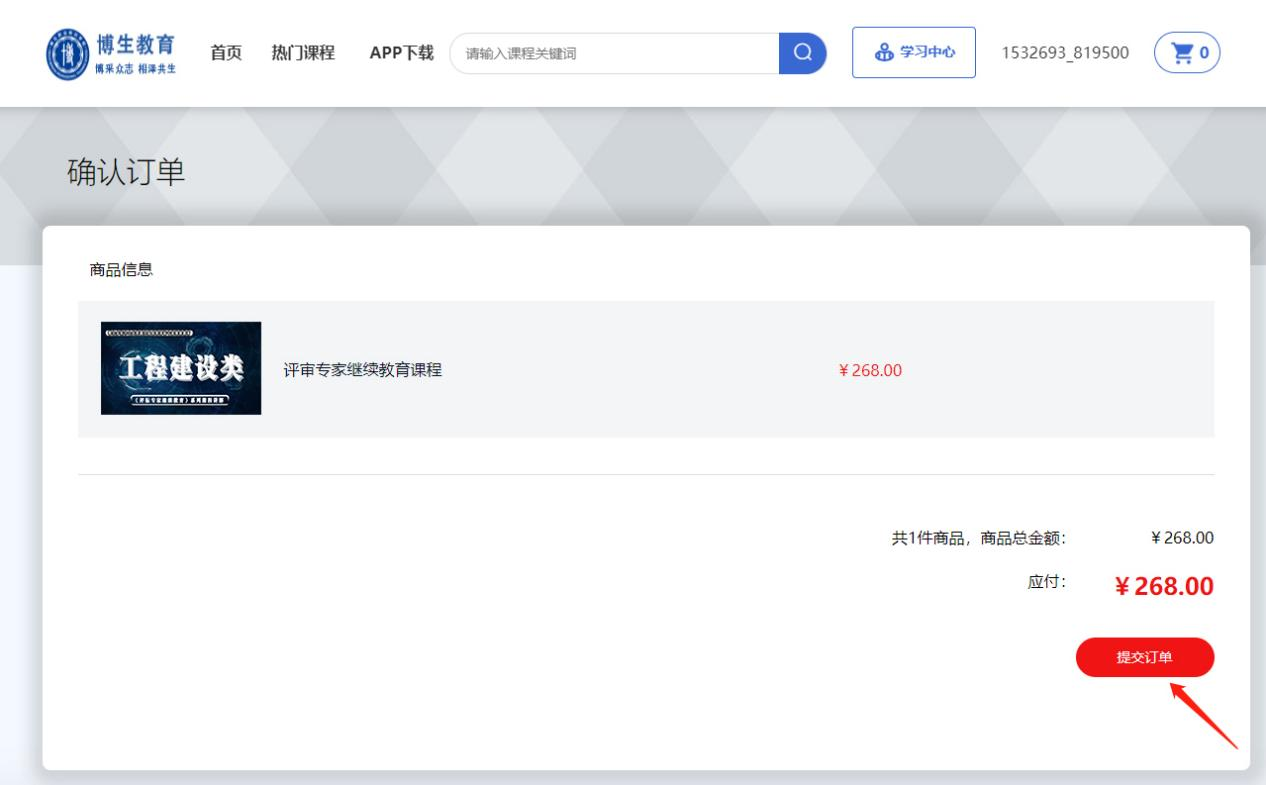 博生教育
博采众志 相泽共生
首页
热门课程
APP下载
请输入课程关键词
学习中心
1532693_819500
0
确认订单
商品信息
工程建设类
评审专家继续教育课程
¥268.00
共1件商品，商品总金额：
¥268.00
应付：
¥268.00
提交订单